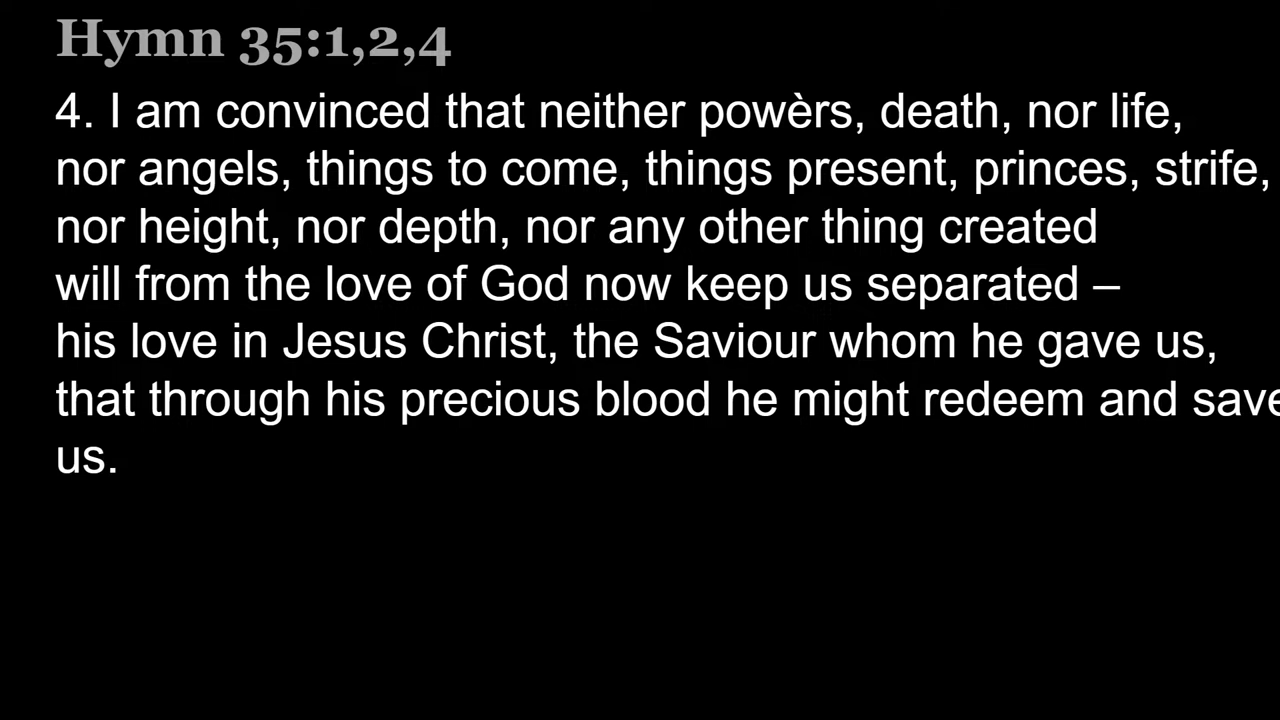 Hymn 35:1,2,4
4. I am convinced that neither powèrs, death, nor life,
nor angels, things to come, things present, princes, strife,
nor height, nor depth, nor any other thing created
will from the love of God now keep us separated –
his love in Jesus Christ, the Saviour whom he gave us,
that through his precious blood he might redeem and save
us.